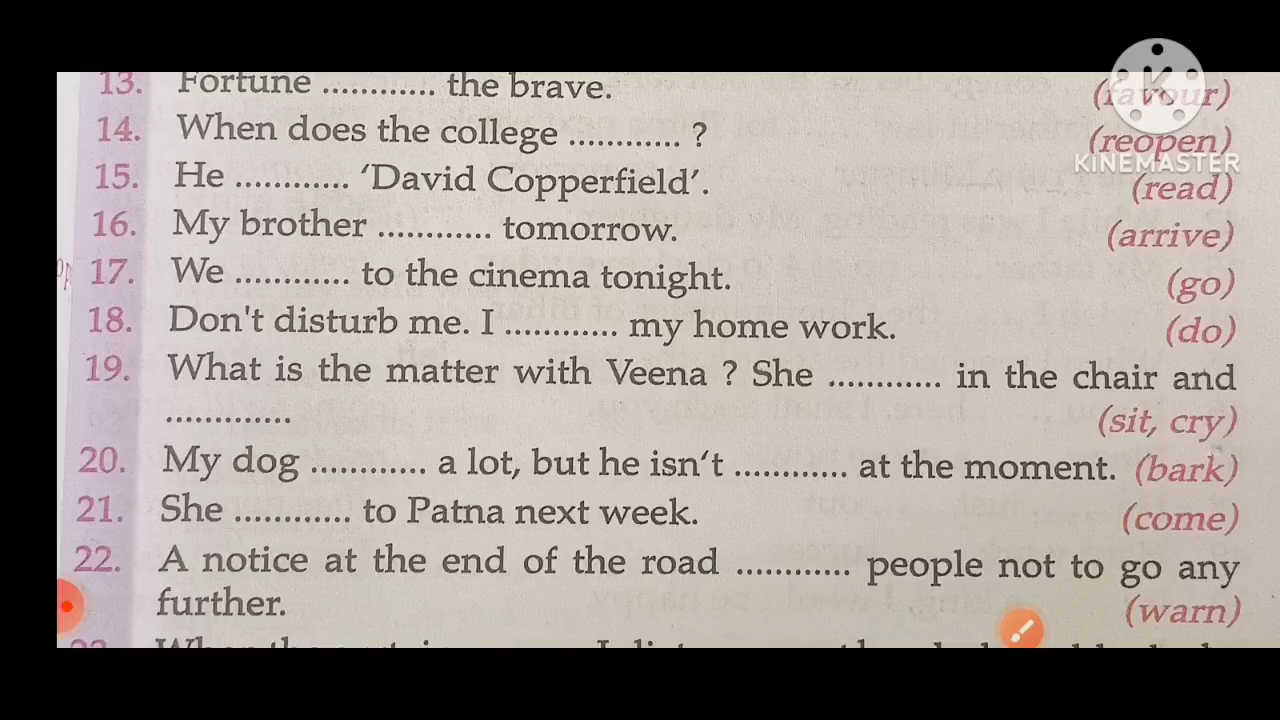 13. Fortune ............ the brave. (favour)
14. When does the college ............ ? (reopen)
KINEMASTER
15. He ............ ‘David Copperfield’. (read)
16. My brother ............ tomorrow. (arrive)
17. We ............ to the cinema tonight. (go)
18. Don't disturb me. I ............ my home work. (do)
19. What is the matter with Veena ? She ............ in the chair and
............. (sit, cry)
20. My dog ............ a lot, but he isn‘t ............ at the moment. (bark)
21. She ............ to Patna next week. (come)
22. A notice at the end of the road ............ people not to go any
further. (warn)